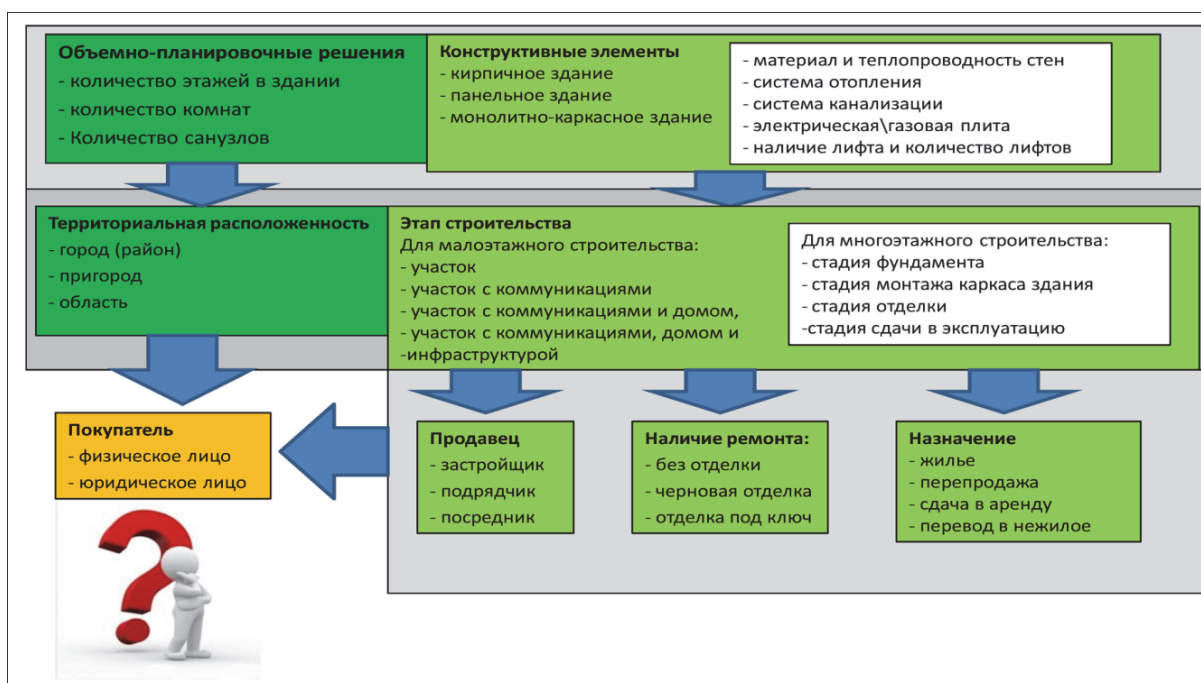 Объемно-планировочные решения
- количество этажей в здании
- количество комнат
- Количество санузлов
Конструктивные элементы
- кирпичное здание
- панельное здание
- монолитно-каркасное здание
- материал и теплопроводность стен
- система отопления
- система канализации
- электрическая\газовая плита
- наличие лифта и количество лифтов
Территориальная расположенность
- город (район)
- пригород
- область
Этап строительства
Для малоэтажного строительства:
- участок
- участок с коммуникациями
- участок с коммуникациями и домом,
- участок с коммуникациями, домом и
-инфраструктурой
Для многоэтажного строительства:
- стадия фундамента
- стадия монтажа каркаса здания
- стадия отделки
-стадия сдачи в эксплуатацию
Покупатель
- физическое лицо
- юридическое лицо
Продавец
- застройщик
- подрядчик
- посредник
Наличие ремонта:
- без отделки
- черновая отделка
- отделка под ключ
Назначение
- жилье
- перепродажа
- сдача в аренду
- перевод в нежилое